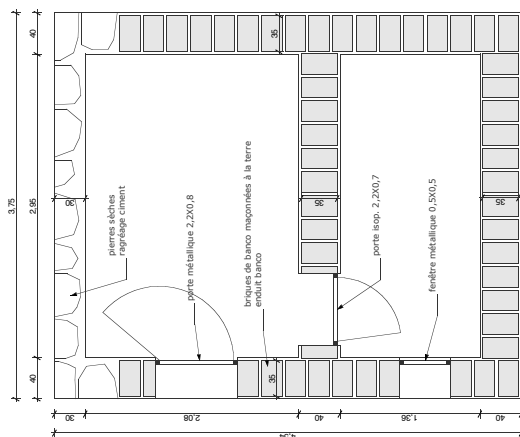 40
35
3,75
2,95
30
35
35
pierres sèches
ragréage ciment
porte métallique 2,2X0,8
briques de banco maçonnées à la terre
enduit banco
porte isop. 2,2X0,7
fenêtre métallique 0,5X0,5
40
35
30
2,08
40
1,36
40